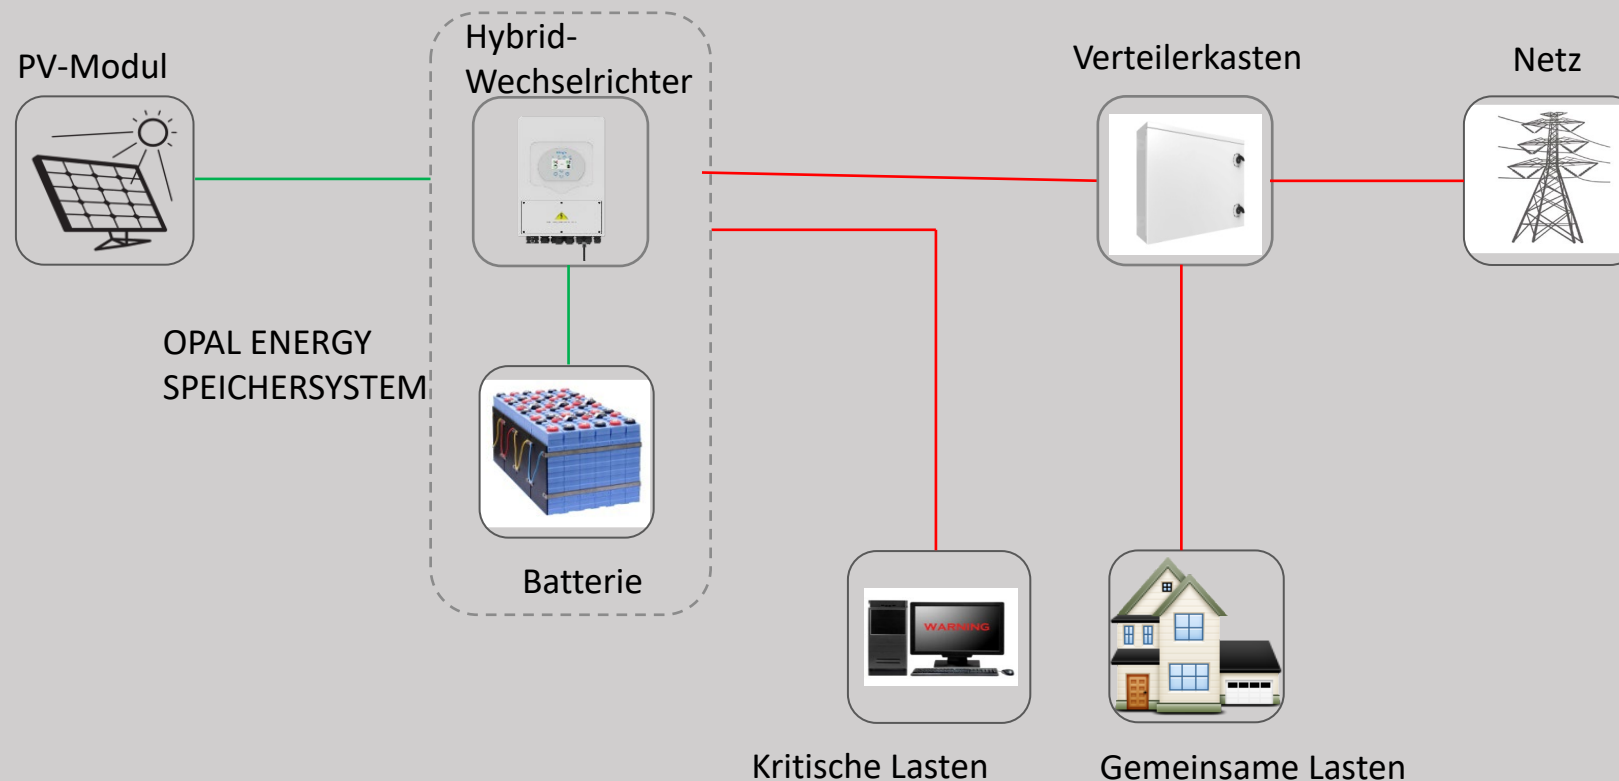 PV-Modul
Hybrid-
Wechselrichter
Verteilerkasten
Netz
OPAL ENERGY
SPEICHERSYSTEM
Batterie
WARNING
Kritische Lasten
Gemeinsame Lasten